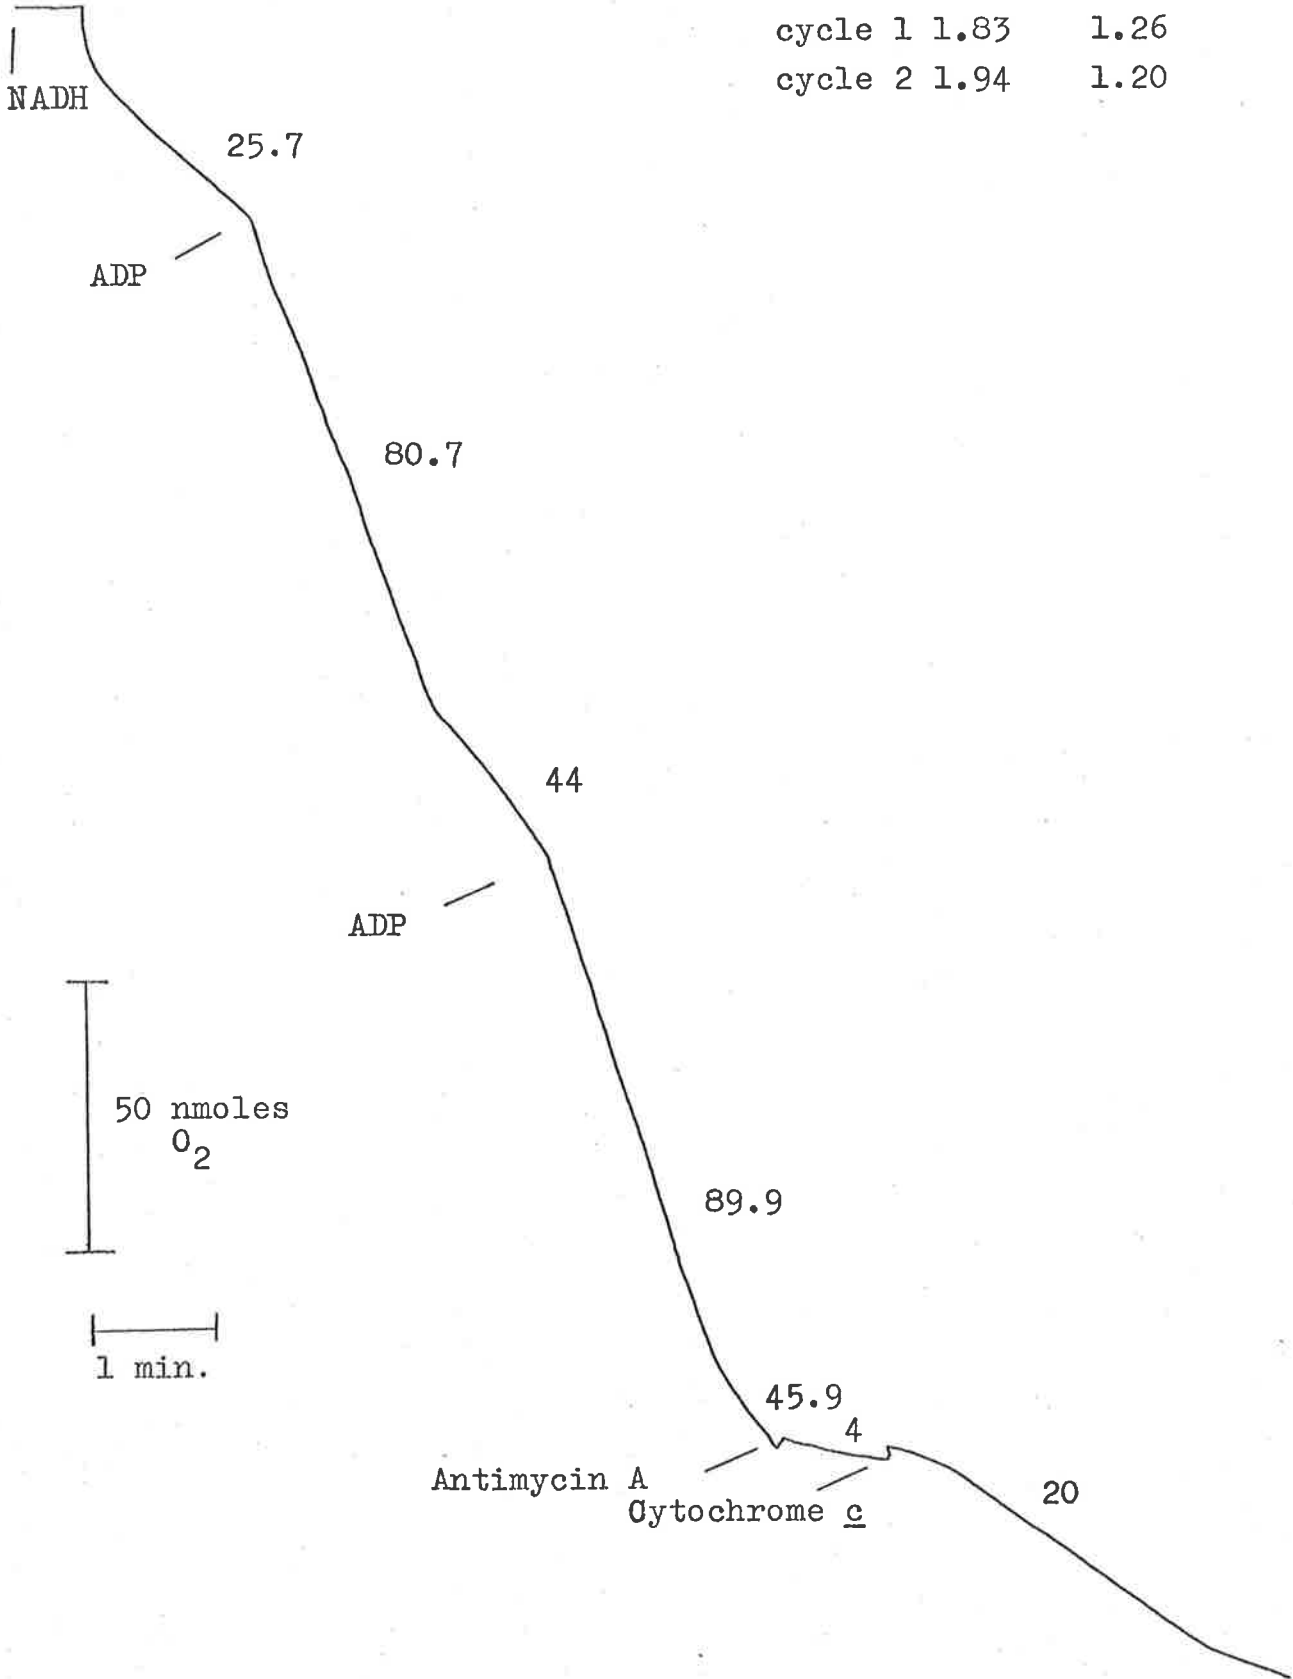 cycle 1 1.83 1.26
cycle 2 1.94 1.20
NADH
25.7
ADP
80.7
44
ADP
50 nmoles
O2
89.9
1 min.
45.9
4
Antimycin A
Cytochrome c
20